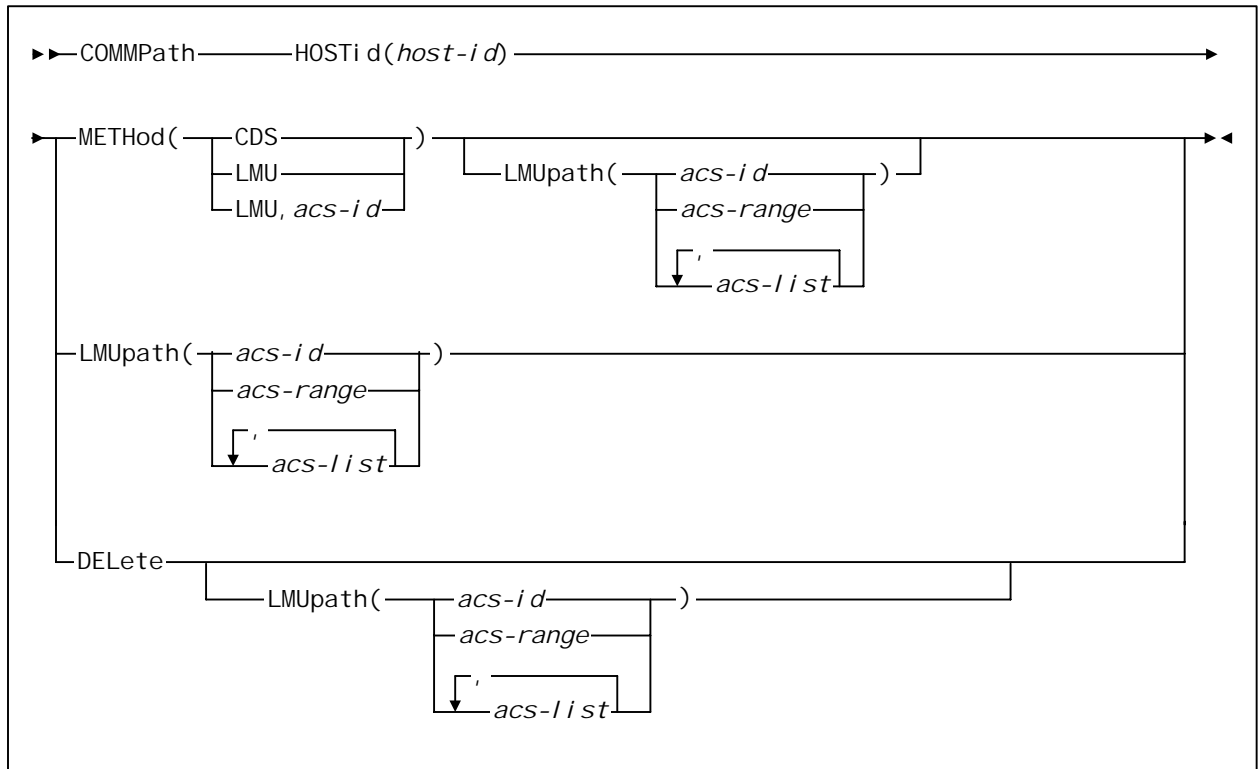 COMMPath HOSTid(host-id)
METHod( CDS )
LMU LMUpath( acs-id )
LMU,acs-id acs-range
,
acs-list
LMUpath( acs-id )
acs-range
,
acs-list
DELete
LMUpath( acs-id )
acs-range
,
acs-list